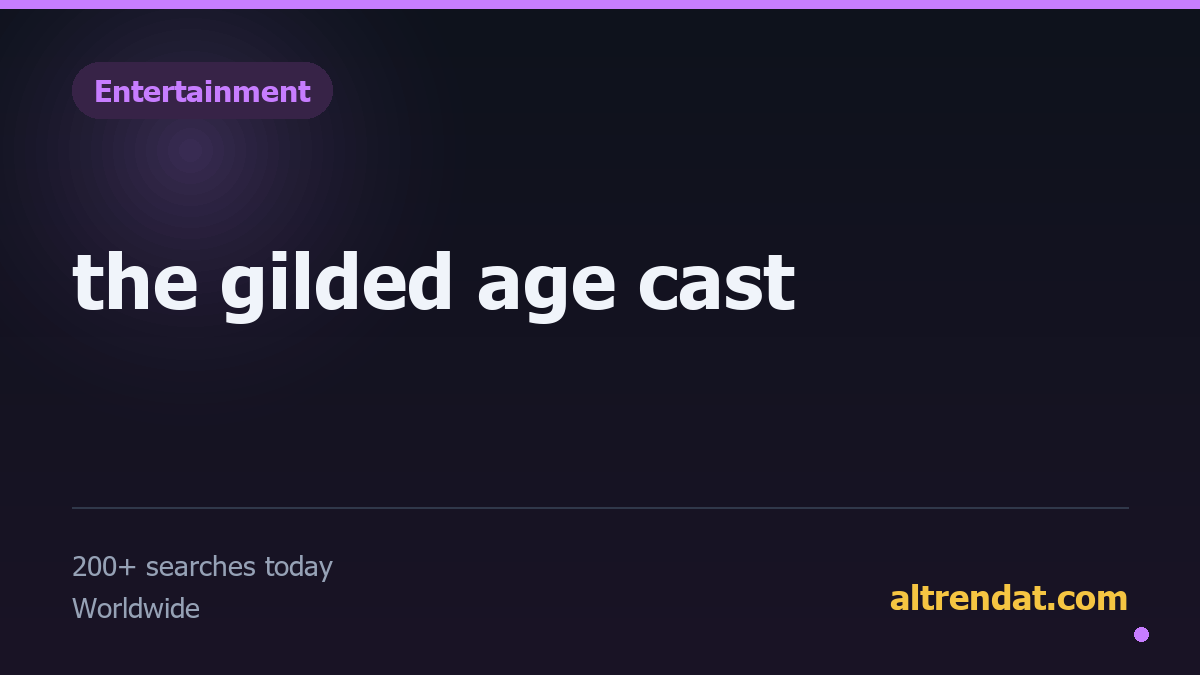 Entertainment
the gilded age cast
200+ searches today
Worldwide
altrendat.com